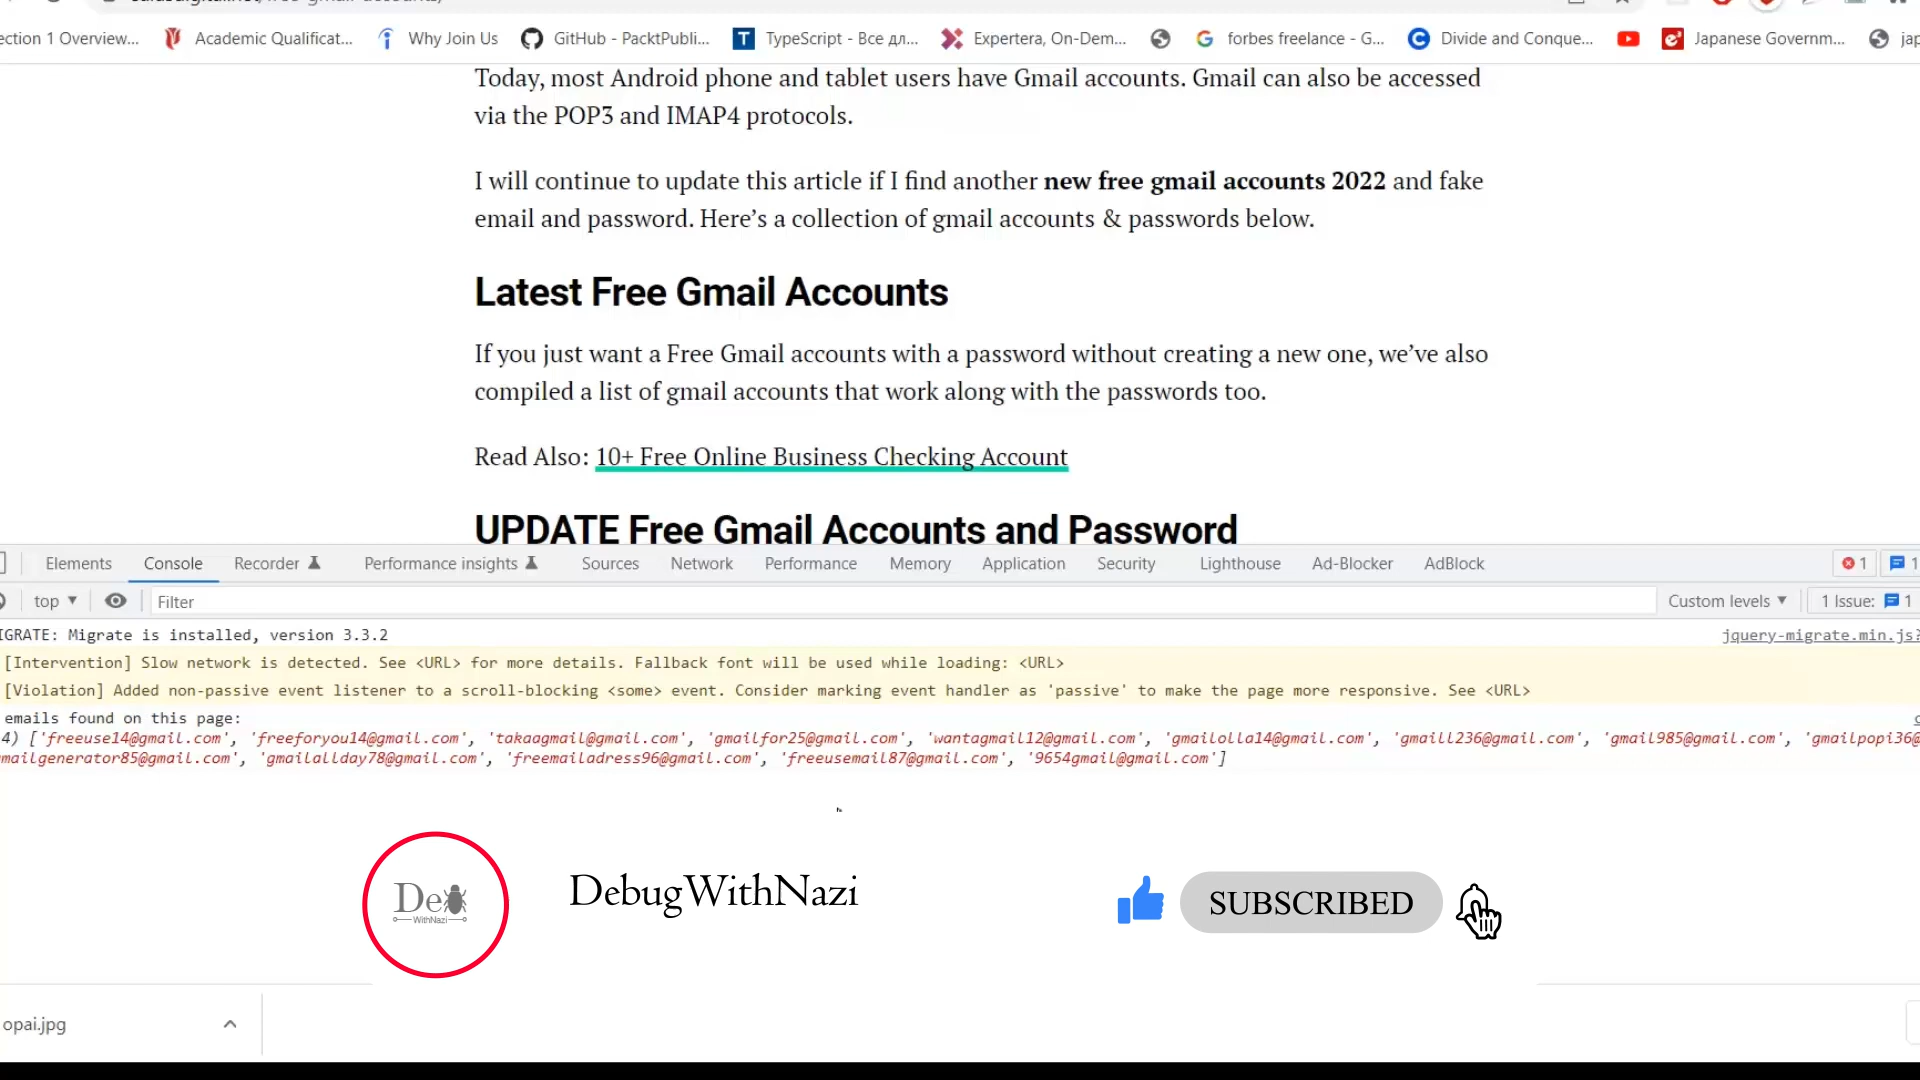 ection 1 Overview...
Academic Qualificat...
Why Join Us
GitHub - PacktPubli...
TypeScript - Все дл...
Expertera, On-Dem...
forbes freelance - G...
Divide and Conque...
Japanese Governm...
jap
Today, most Android phone and tablet users have Gmail accounts. Gmail can also be accessed
via the POP3 and IMAP4 protocols.
I will continue to update this article if I find another new free gmail accounts 2022 and fake
email and password. Here’s a collection of gmail accounts & passwords below.
Latest Free Gmail Accounts
If you just want a Free Gmail accounts with a password without creating a new one, we’ve also
compiled a list of gmail accounts that work along with the passwords too.
Read Also: 10+ Free Online Business Checking Account
UPDATE Free Gmail Accounts and Password
Elements Console Recorder Performance insights Sources Network Performance Memory Application Security Lighthouse Ad-Blocker AdBlock 1 1
top Filter Custom levels 1 Issue: 1
IGRATE: Migrate is installed, version 3.3.2 jquery-migrate.min.js?
[Intervention] Slow network is detected. See <URL> for more details. Fallback font will be used while loading: <URL>
[Violation] Added non-passive event listener to a scroll-blocking <some> event. Consider marking event handler as 'passive' to make the page more responsive. See <URL>
emails found on this page:
4) ['freeuse14@gmail.com', 'freeforyou14@gmail.com', 'takaagmail@gmail.com', 'gmailfor25@gmail.com', 'wantagmail12@gmail.com', 'gmailolla14@gmail.com', 'gmaill236@gmail.com', 'gmail985@gmail.com', 'gmailpopi36@
mailgenerator85@gmail.com', 'gmailallday78@gmail.com', 'freemailadress96@gmail.com', 'freeusemail87@gmail.com', '9654gmail@gmail.com']
De
WithNazi
DebugWithNazi
SUBSCRIBED
opai.jpg